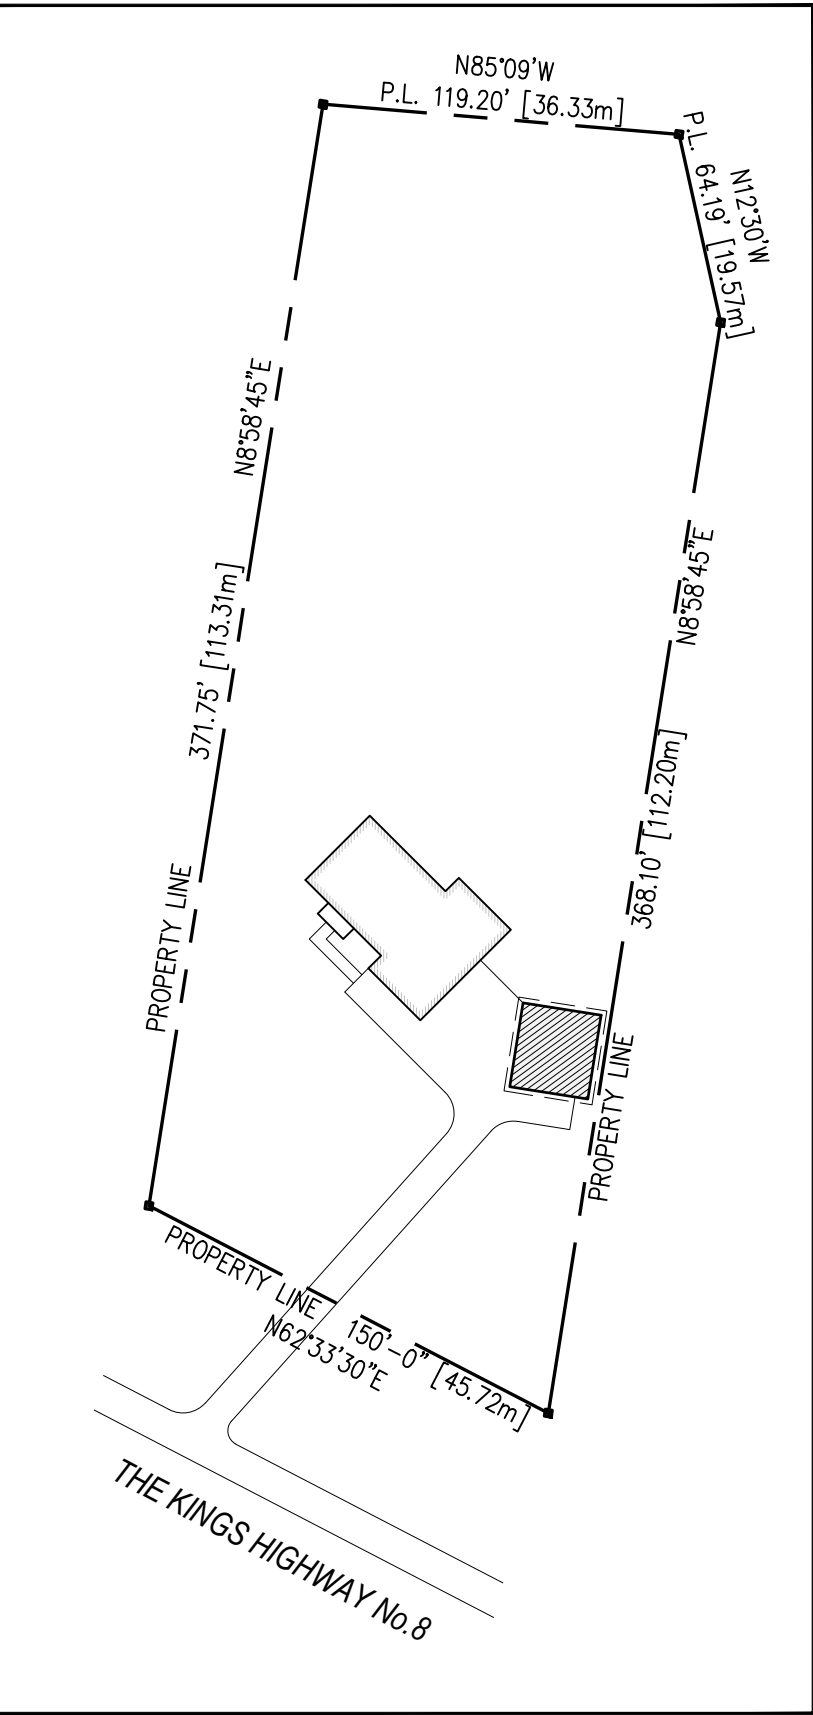 N85°09'W
P.L. 119.20' [36.33m]
N12°30'W
P.L. 64.19' [19.57m]
N8°58'45"E
371.75' [113.31m]
PROPERTY LINE
N8°58'45"E
368.10' [112.20m]
PROPERTY LINE
PROPERTY LINE 150'-0" [45.72m]
N62°33'30"E
THE KINGS HIGHWAY No.8